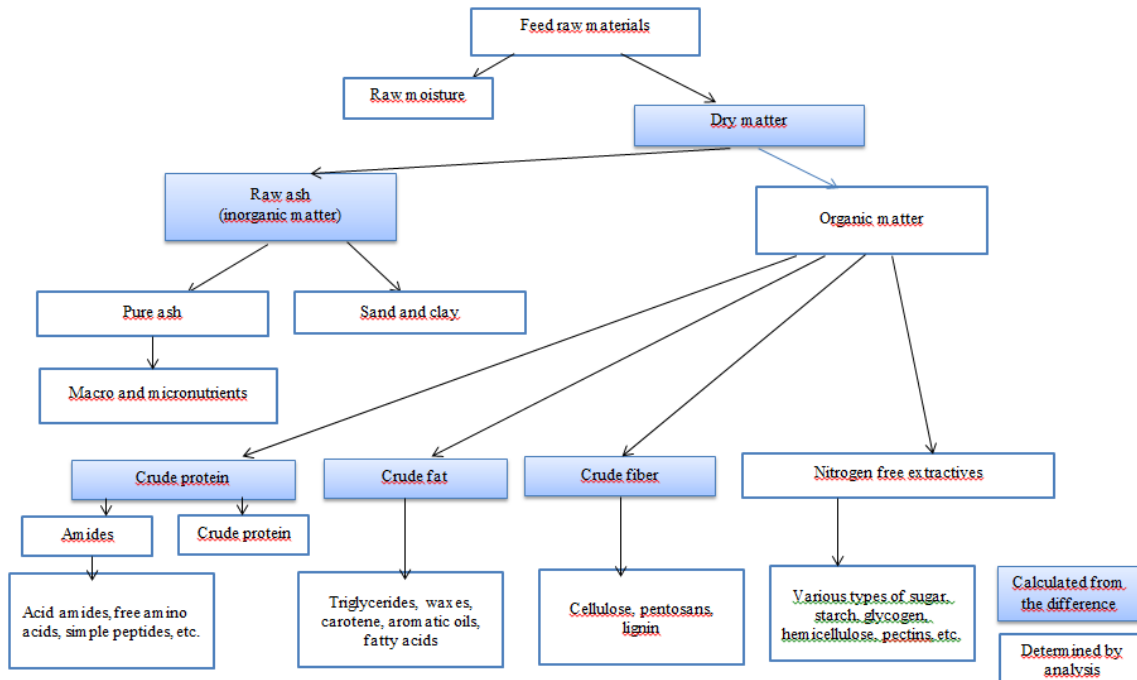 Feed raw materials
Raw moisture
Dry matter
Raw ash
(inorganic matter)
Organic matter
Pure ash
Sand and clay
Macro and micronutrients
Crude protein
Crude fat
Crude fiber
Nitrogen free extractives
Amides
Crude protein
Acid amides, free amino
acids, simple peptides, etc.
Triglycerides, waxes,
carotene, aromatic oils,
fatty acids
Cellulose, pentosans,
lignin
Various types of sugar,
starch, glycogen,
hemicellulose, pectins, etc.
Calculated from
the difference
Determined by
analysis